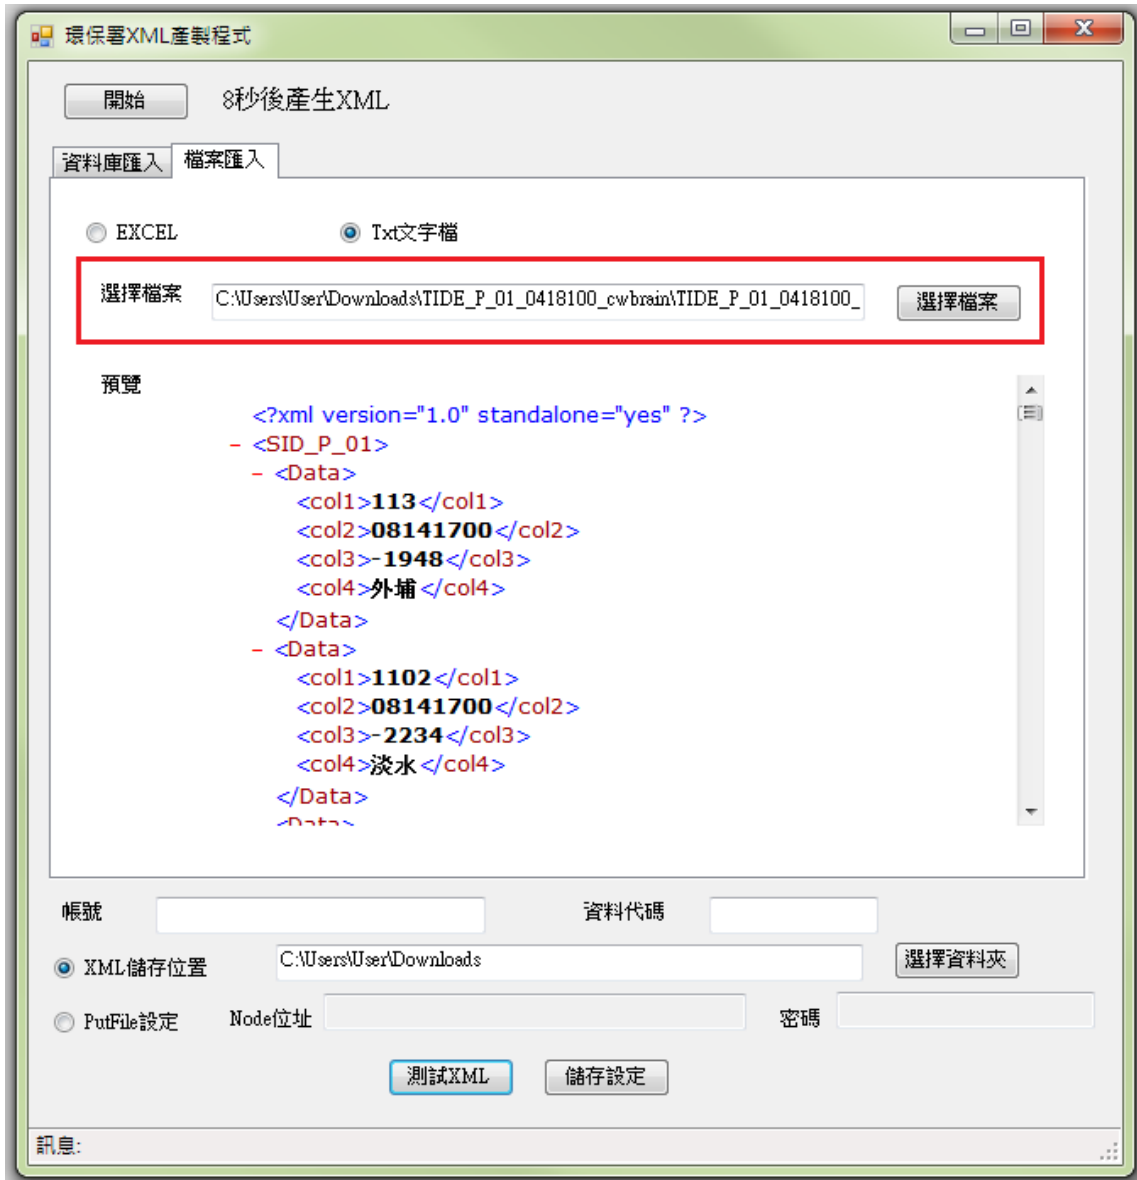 環保署XML產製程式
開始 8秒後產生XML
資料庫匯入 檔案匯入
EXCEL Txt文字檔
選擇檔案 C:\Users\User\Downloads\TIDE_P_01_0418100_cwbrain\TIDE_P_01_0418100_ 選擇檔案
預覽
<?xml version="1.0" standalone="yes" ?>
- <SID_P_01>
- <Data>
<col1>113</col1>
<col2>08141700</col2>
<col3>-1948</col3>
<col4>外埔</col4>
</Data>
- <Data>
<col1>1102</col1>
<col2>08141700</col2>
<col3>-2234</col3>
<col4>淡水</col4>
</Data>
<Data>
帳號 資料代碼
XML儲存位置 C:\Users\User\Downloads 選擇資料夾
PutFile設定 Node位址 密碼
測試XML 儲存設定
訊息: